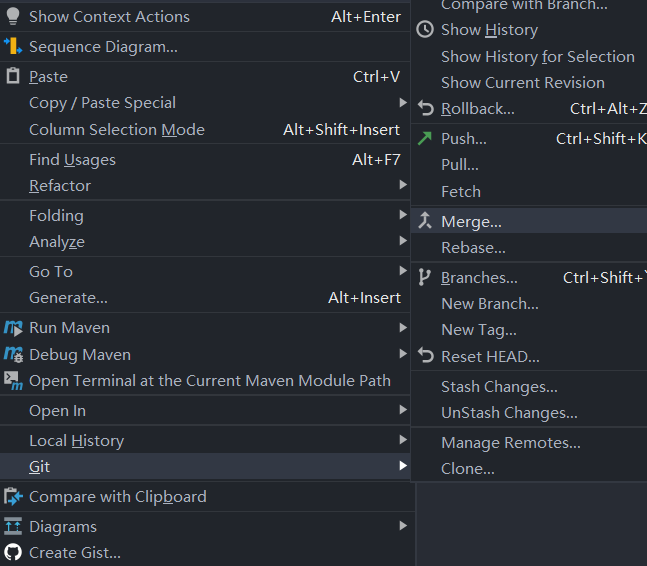 Show Context Actions Alt+Enter
Sequence Diagram...
Paste Ctrl+V
Copy / Paste Special
Column Selection Mode Alt+Shift+Insert
Find Usages Alt+F7
Refactor
Folding
Analyze
Go To
Generate... Alt+Insert
Run Maven
Debug Maven
Open Terminal at the Current Maven Module Path
Open In
Local History
Git
Compare with Clipboard
Diagrams
Create Gist...
Compare with Branch...
Show History
Show History for Selection
Show Current Revision
Rollback... Ctrl+Alt+Z
Push... Ctrl+Shift+K
Pull...
Fetch
Merge...
Rebase...
Branches... Ctrl+Shift+`
New Branch...
New Tag...
Reset HEAD...
Stash Changes...
UnStash Changes...
Manage Remotes...
Clone...